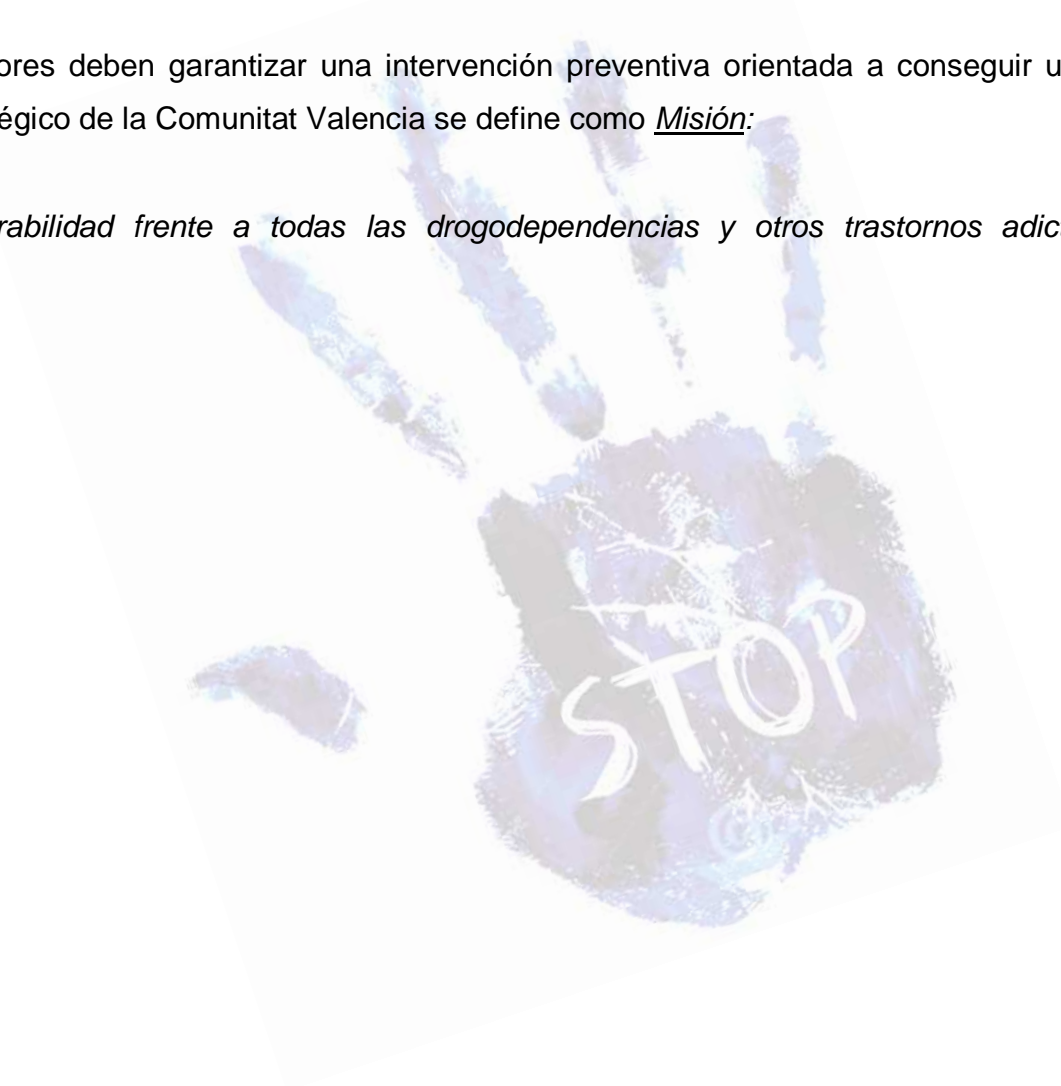 ores deben garantizar una intervención preventiva orientada a conseguir u
égico de la Comunitat Valencia se define como Misión:
rabilidad frente a todas las drogodependencias y otros trastornos adict
STOP